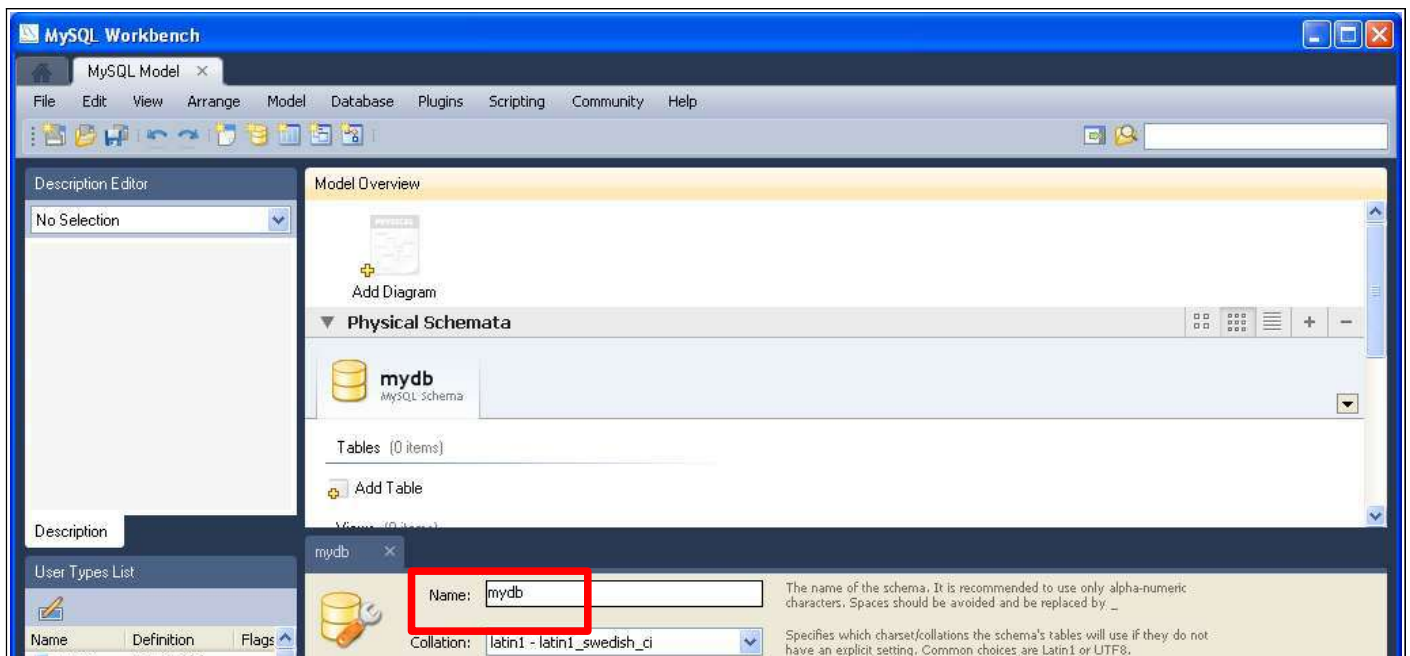 MySQL Workbench
MySQL Model
File Edit View Arrange Model Database Plugins Scripting Community Help
Description Editor
No Selection
Model Overview
PHYSICAL
Add Diagram
Physical Schemata
mydb
MySQL Schema
Tables (0 items)
Add Table
Views (0 items)
Description
mydb
User Types List
Name: mydb
The name of the schema. It is recommended to use only alpha-numeric
characters. Spaces should be avoided and be replaced by _
Name Definition Flags
Collation: latin1 - latin1_swedish_ci
Specifies which charset/collations the schema's tables will use if they do not
have an explicit setting. Common choices are Latin1 or UTF8.